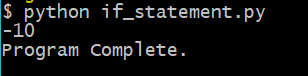 $ python if_statement.py
-10
Program Complete.